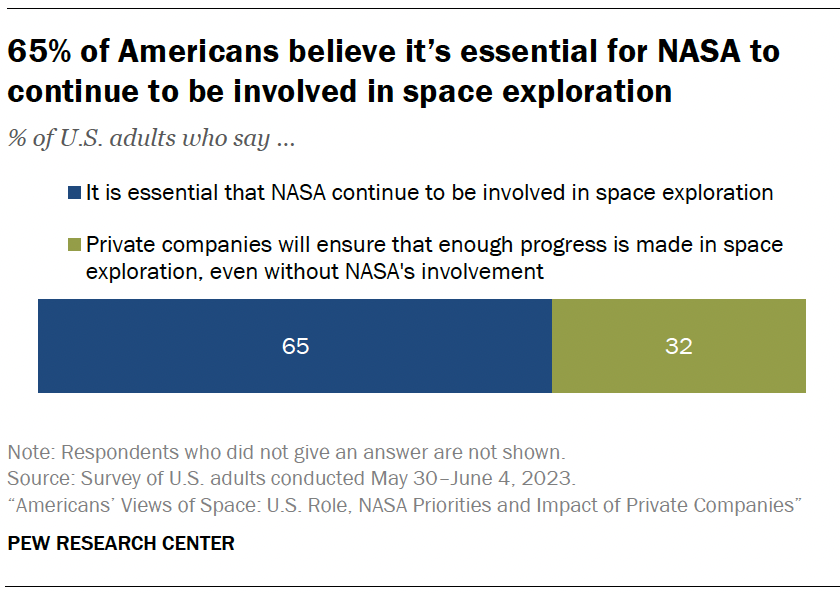 65% of Americans believe it’s essential for NASA to
continue to be involved in space exploration
% of U.S. adults who say ...
It is essential that NASA continue to be involved in space exploration
Private companies will ensure that enough progress is made in space
exploration, even without NASA's involvement
65
32
Note: Respondents who did not give an answer are not shown.
Source: Survey of U.S. adults conducted May 30–June 4, 2023.
“Americans’ Views of Space: U.S. Role, NASA Priorities and Impact of Private Companies”
PEW RESEARCH CENTER